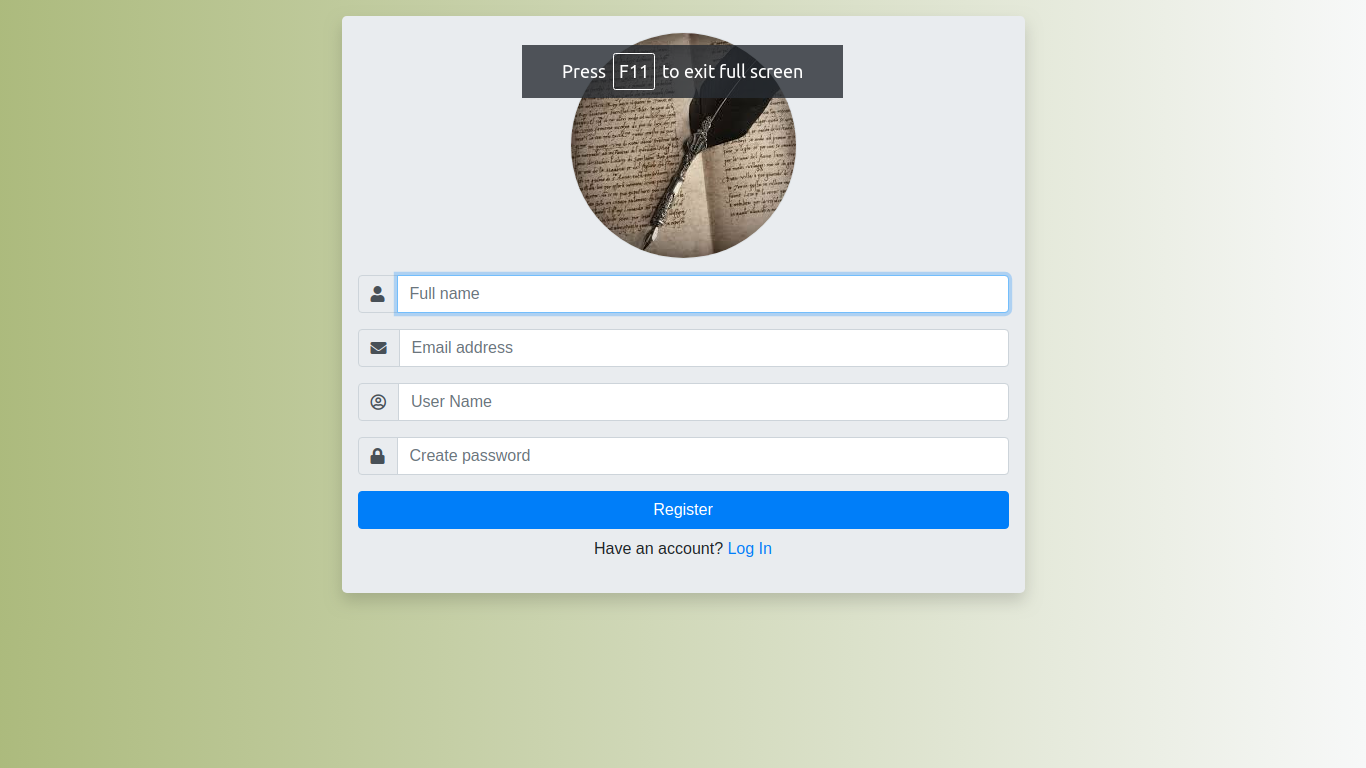 Press F11 to exit full screen
Full name
Email address
User Name
Create password
Register
Have an account? Log In